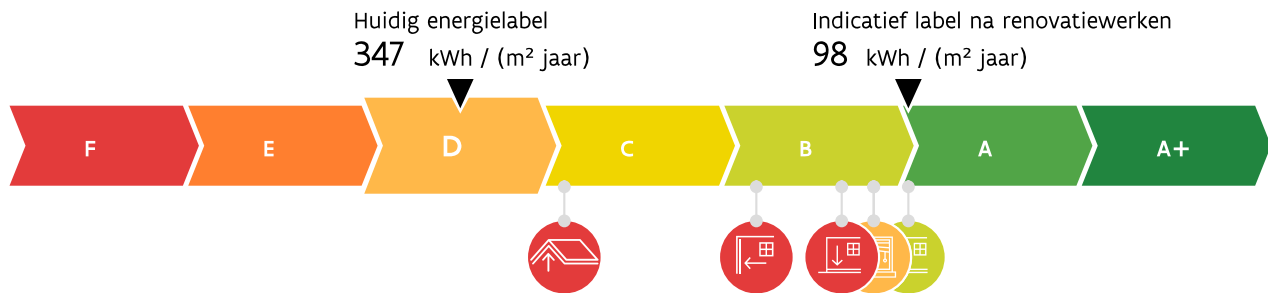 Huidig energielabel
347 kWh / (m² jaar)
Indicatief label na renovatiewerken
98 kWh / (m² jaar)
F E D C B A A+